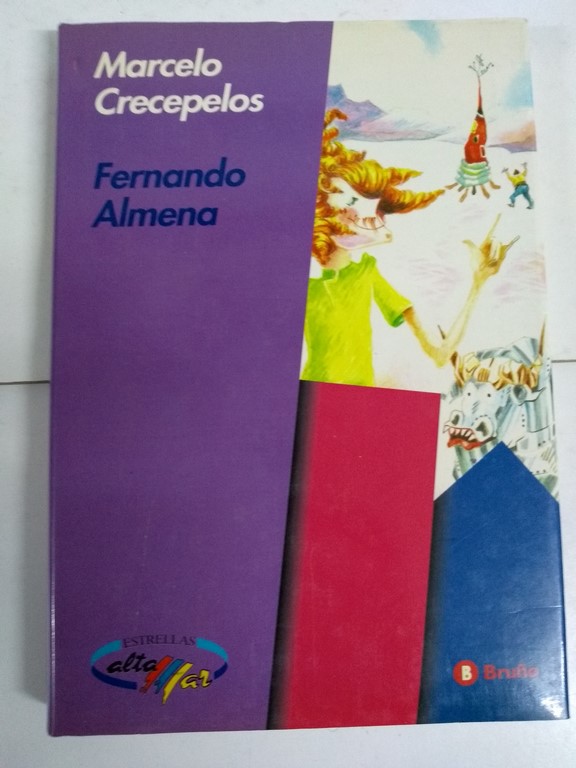 Marcelo
Crecepelos
Fernando
Almena
ESTRELLAS
alta
Mar
B Bruño